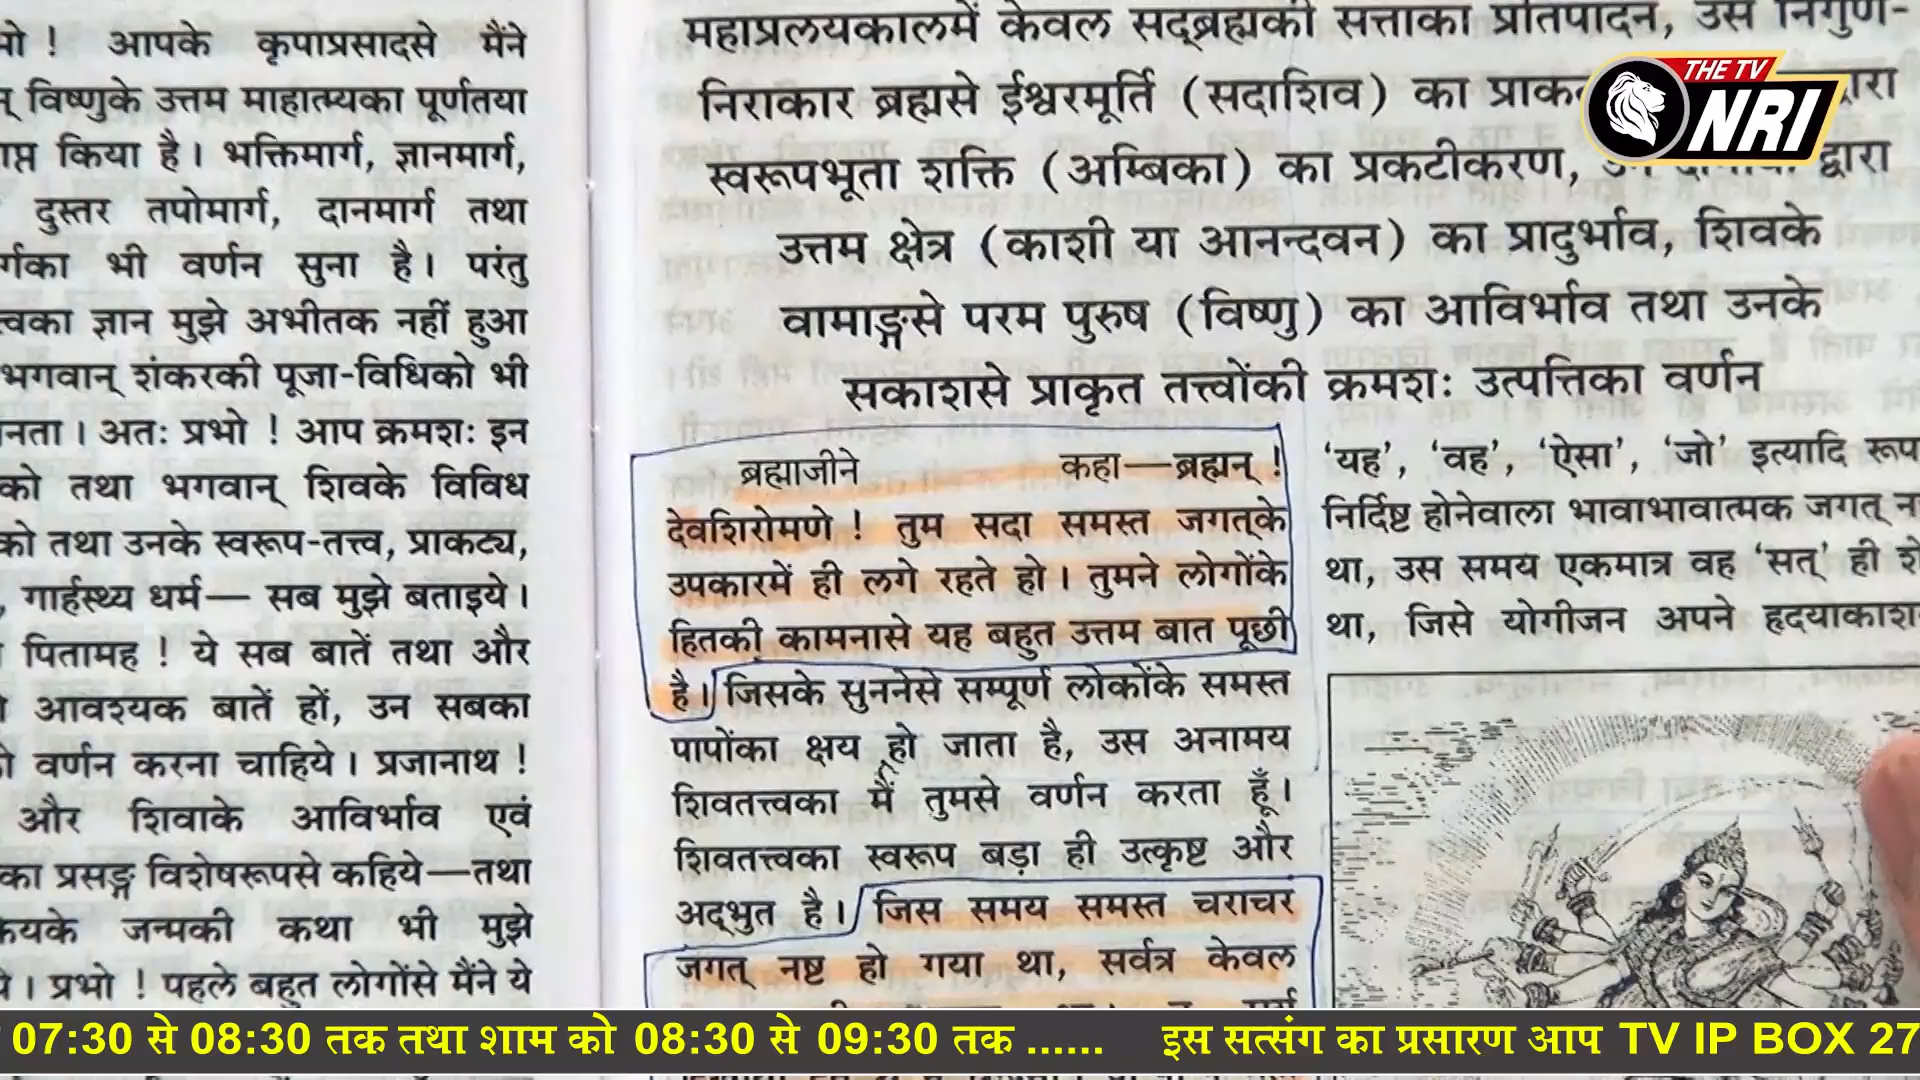 आपके कृपाप्रसादसे मैंने
विष्णुके उत्तम माहात्म्यका पूर्णतया
किया है। भक्तिमार्ग, ज्ञानमार्ग,
दुस्तर तपोमार्ग, दानमार्ग तथा
भी वर्णन सुना है। परंतु
ज्ञान मुझे अभीतक नहीं हुआ
भगवान् शंकरकी पूजा-विधिको भी
अतः प्रभो ! आप क्रमशः इन
को तथा भगवान् शिवके विविध
को तथा उनके स्वरूप-तत्त्व, प्राकट्य,
, गार्हस्थ्य धर्म— सब मुझे बताइये।
पितामह ! ये सब बातें तथा और
आवश्यक बातें हों, उन सबका
वर्णन करना चाहिये। प्रजानाथ !
और शिवाके आविर्भाव एवं
का प्रसङ्ग विशेषरूपसे कहिये—तथा
जन्मकी कथा भी मुझे
प्रभो ! पहले बहुत लोगोंसे मैंने ये
महाप्रलयकालमें केवल सद्ब्रह्मकी सत्ताका प्रतिपादन, उस निर्गुण-
निराकार ब्रह्मसे ईश्वरमूर्ति (सदाशिव) का
स्वरूपभूता शक्ति (अम्बिका) का प्रकटीकरण, द्वारा
उत्तम क्षेत्र (काशी या आनन्दवन) का प्रादुर्भाव, शिवके
वामाङ्गसे परम पुरुष (विष्णु) का आविर्भाव तथा उनके
सकाशसे प्राकृत तत्त्वोंकी क्रमशः उत्पत्तिका वर्णन
ब्रह्माजीने कहा—ब्रह्मन् !
देवशिरोमणे ! तुम सदा समस्त जगत्के
उपकारमें ही लगे रहते हो। तुमने लोगोंके
हितकी कामनासे यह बहुत उत्तम बात पूछी
है। जिसके सुननेसे सम्पूर्ण लोकोंके समस्त
पापोंका क्षय हो जाता है, उस अनामय
शिवतत्त्वका मैं तुमसे वर्णन करता हूँ।
शिवतत्त्वका स्वरूप बड़ा ही उत्कृष्ट और
अद्भुत है। जिस समय समस्त चराचर
जगत् नष्ट हो गया था, सर्वत्र केवल
‘यह’, ‘वह’, ‘ऐसा’, ‘जो’ इत्यादि रूप
निर्दिष्ट होनेवाला भावाभावात्मक जगत्
था, उस समय एकमात्र वह ‘सत्’ ही
था, जिसे योगीजन अपने हृदयाकाश
THE TV
NRI
07:30 से 08:30 तक तथा शाम को 08:30 से 09:30 तक ...... इस सत्संग का प्रसारण आप TV IP BOX 27